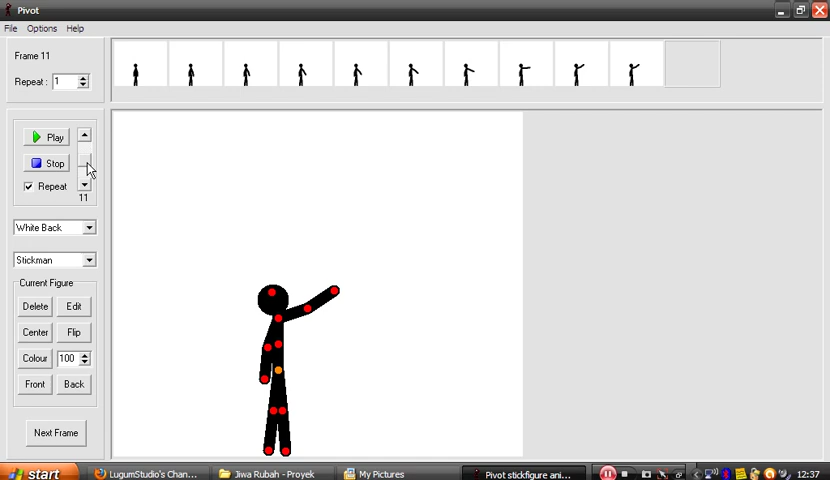 Pivot
File Options Help
Frame 11
Repeat : 1
Play
Stop
Repeat
11
White Back
Stickman
Current Figure
Delete Edit
Center Flip
Colour 100
Front Back
Next Frame
start LugumStudio's Chan... Jiwa Rubah - Proyek My Pictures Pivot stickfigure ani... 12:37